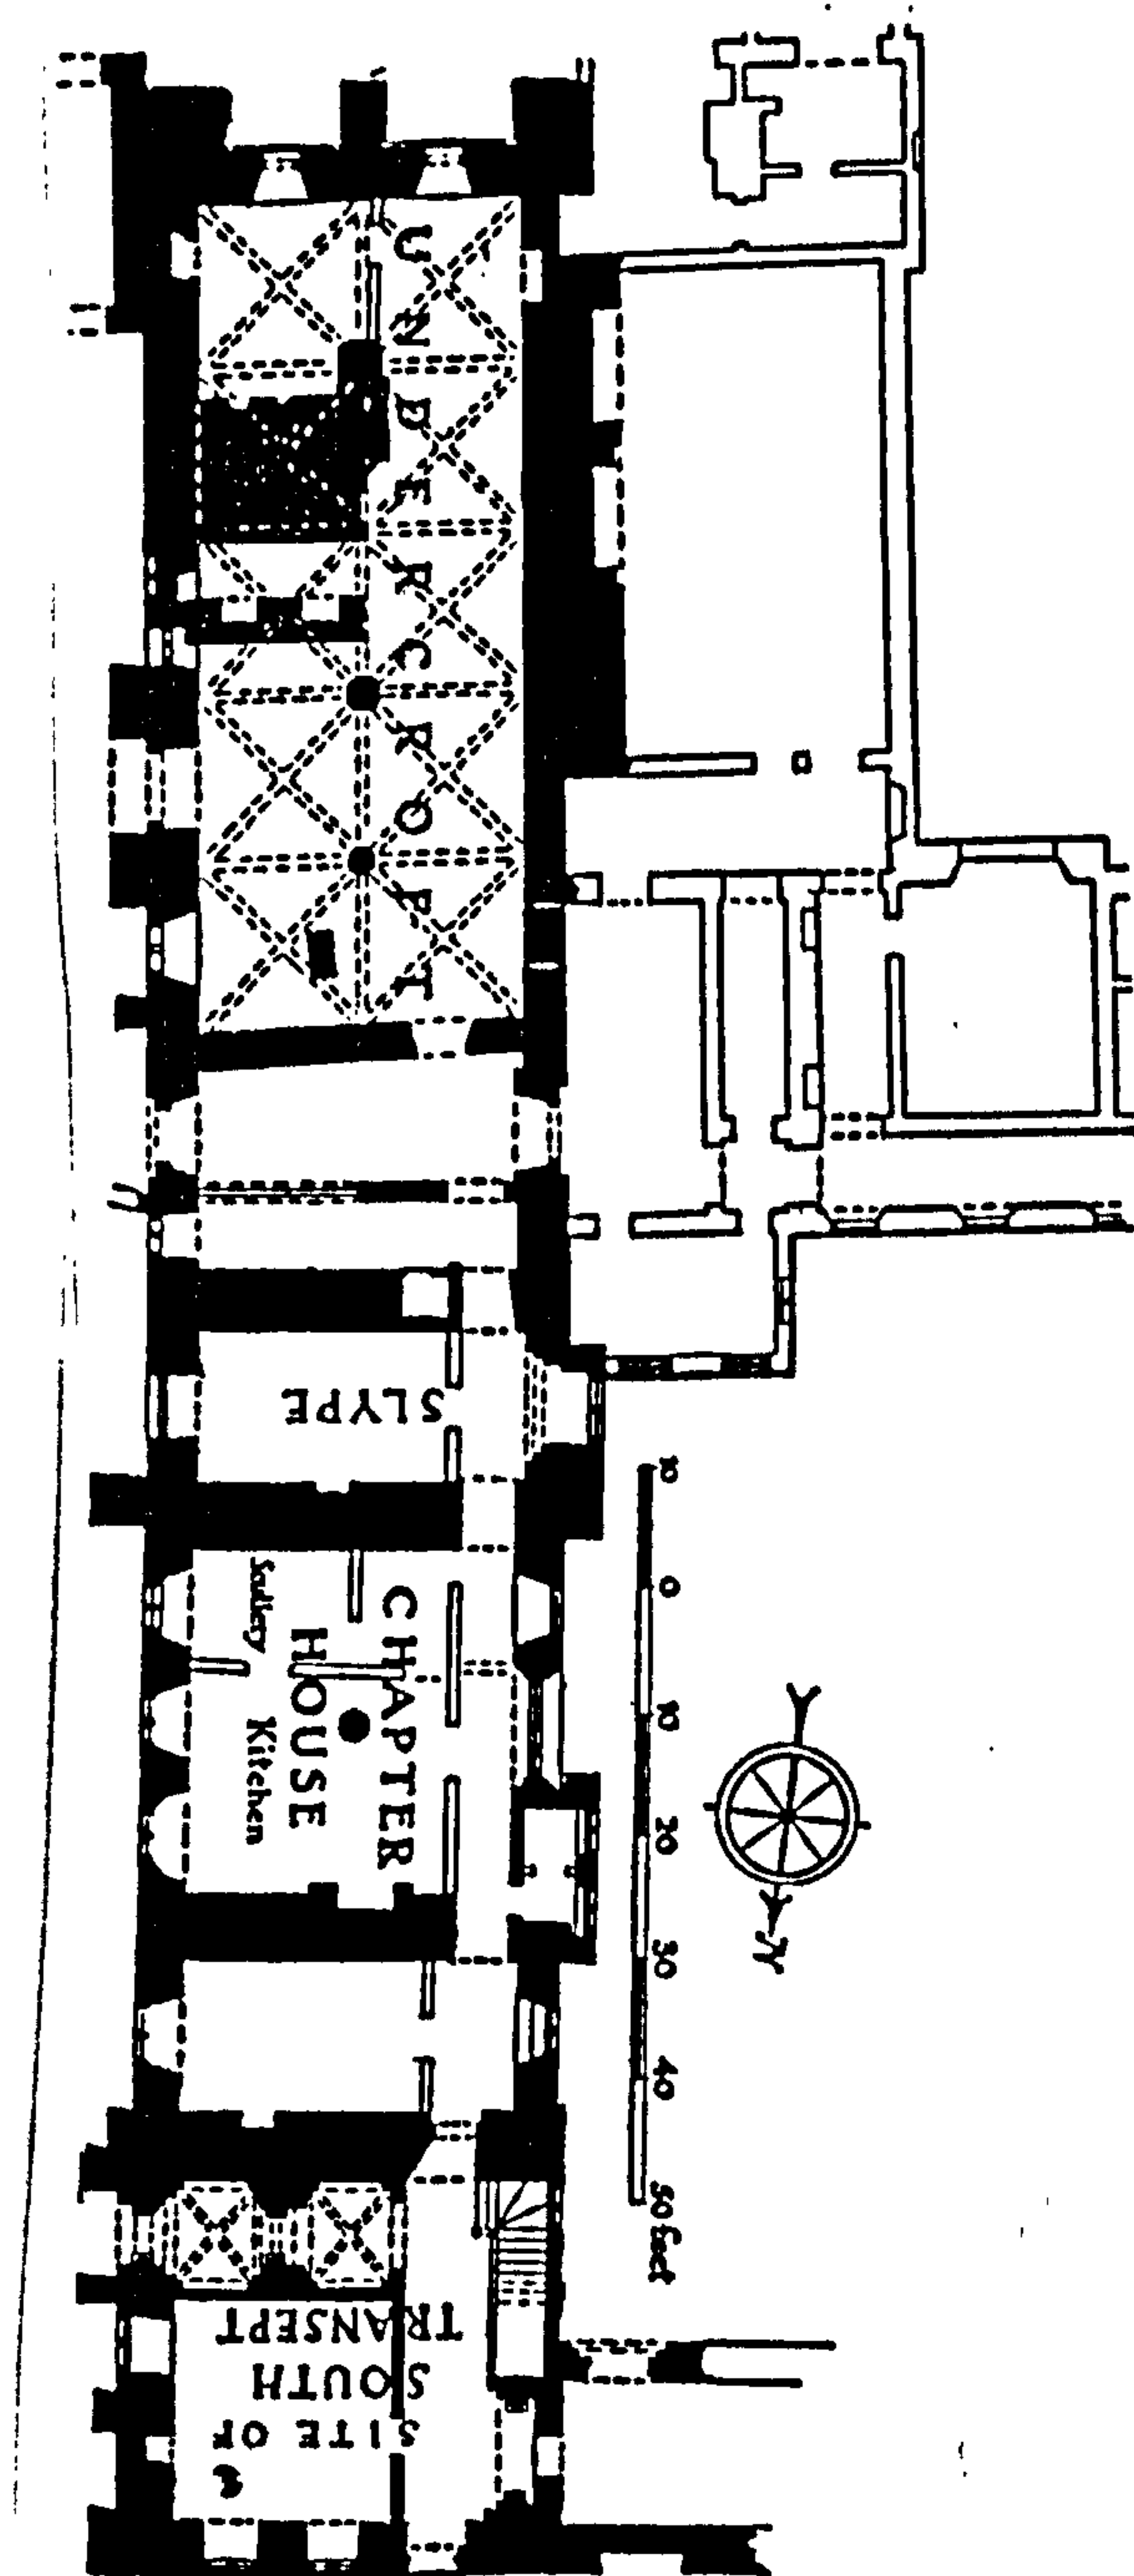 UNDERCROFT
SLYPE
CHAPTER
HOUSE
Scullery
Kitchen
10 0 10 20 30 40 50 feet
N
SITE OF
SOUTH
TRANSEPT